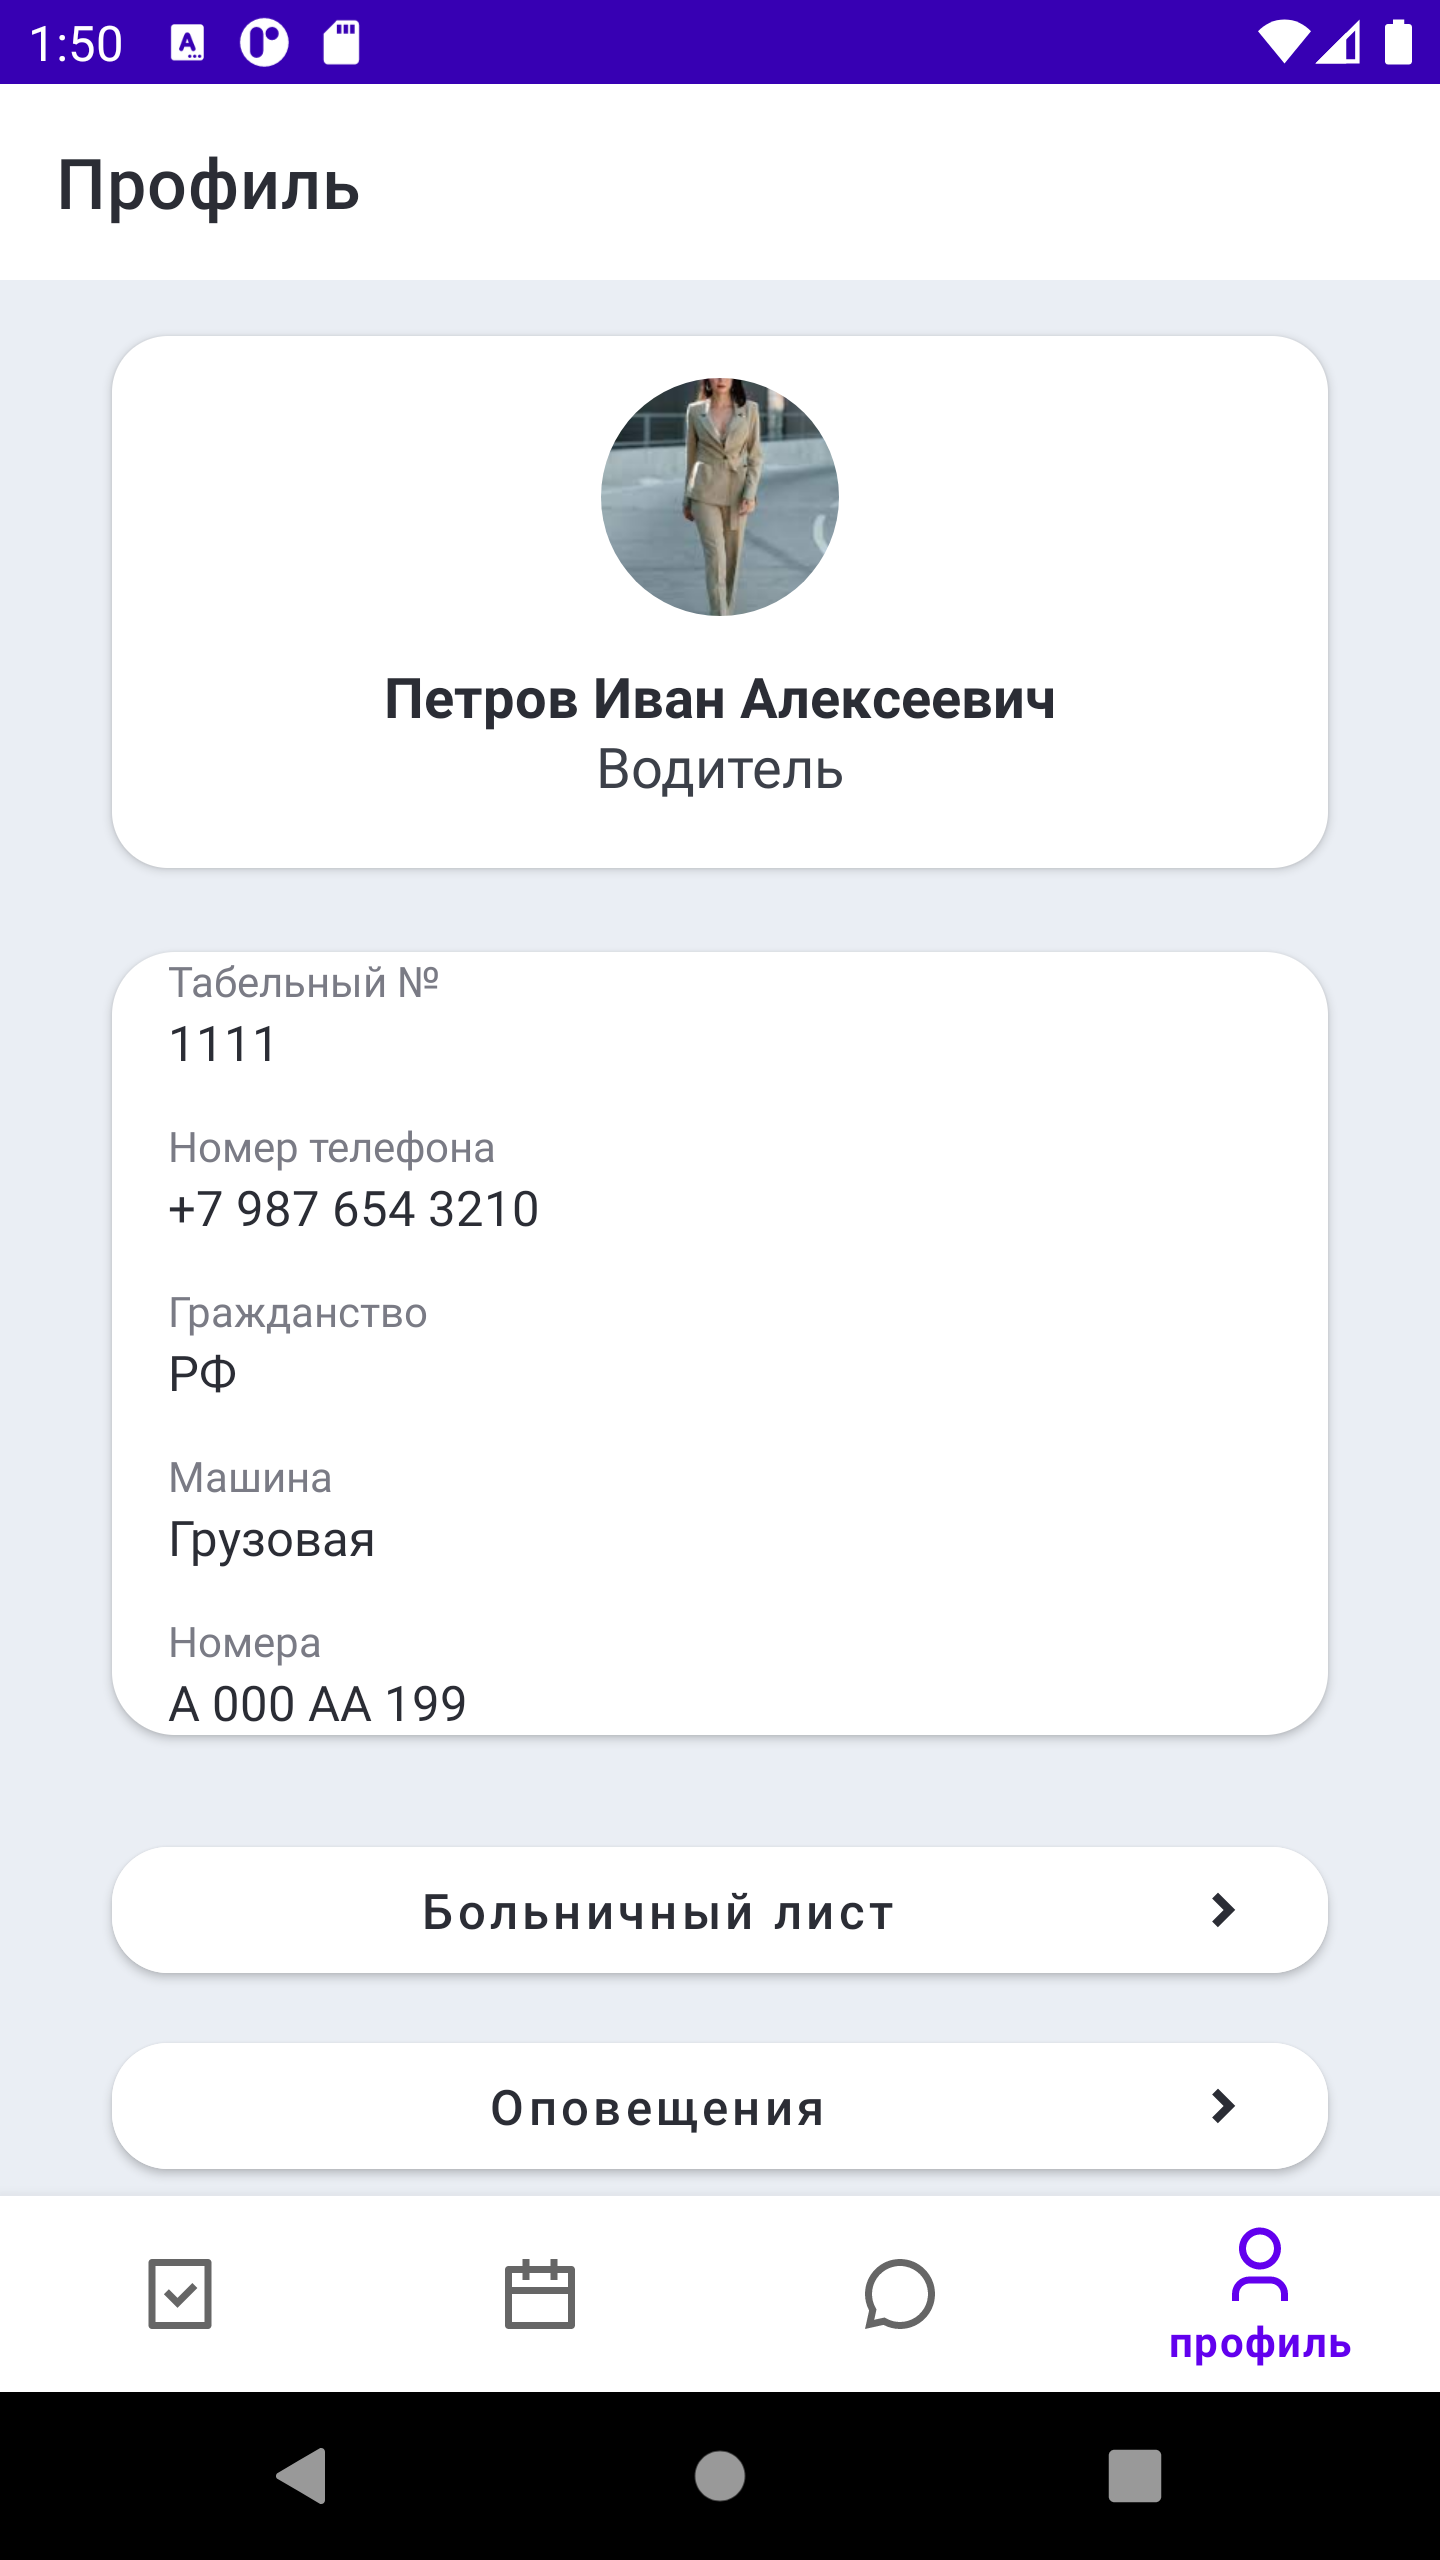 1:50
Профиль
Петров Иван Алексеевич
Водитель
Табельный №
1111
Номер телефона
+7 987 654 3210
Гражданство
РФ
Машина
Грузовая
Номера
А 000 АА 199
Больничный лист
Оповещения
профиль